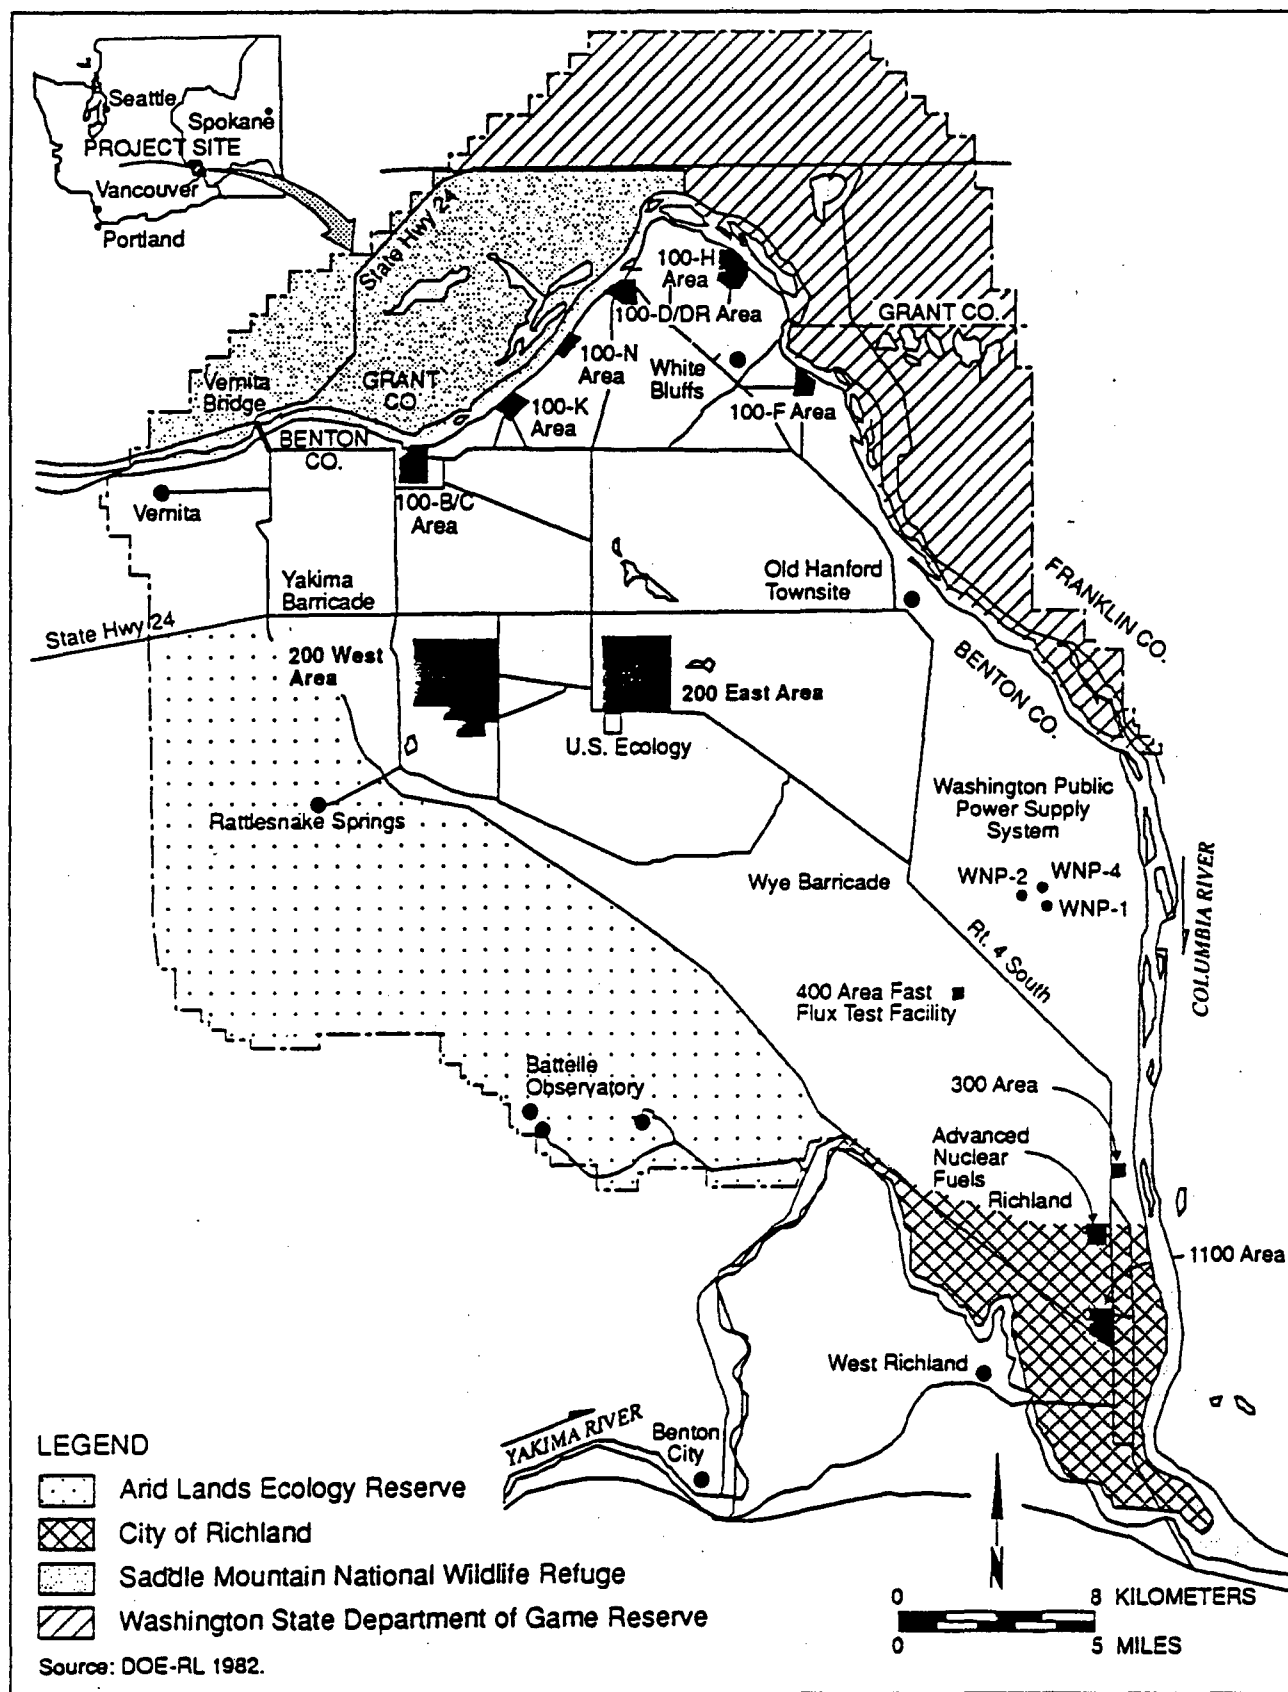 Seattle
Spokane
PROJECT SITE
Vancouver
Portland
State Hwy 24
100-H
Area
100-D/DR Area
GRANT CO.
100-N
Area
White
Bluffs
Vernita
Bridge
GRANT
CO.
100-K
Area
100-F Area
BENTON
CO.
Vernita
100-B/C
Area
Yakima
Barricade
Old Hanford
Townsite
FRANKLIN CO.
BENTON CO.
State Hwy 24
200 West
Area
200 East Area
U.S. Ecology
Rattlesnake Springs
Washington Public
Power Supply
System
WNP-2
WNP-4
WNP-1
Wye Barricade
COLUMBIA RIVER
Rt. 4 South
400 Area Fast
Flux Test Facility
Battelle
Observatory
300 Area
Advanced
Nuclear
Fuels
Richland
1100 Area
West Richland
YAKIMA RIVER
Benton
City
LEGEND
Arid Lands Ecology Reserve
City of Richland
Saddle Mountain National Wildlife Refuge
Washington State Department of Game Reserve
Source: DOE-RL 1982.
N
0 8 KILOMETERS
0 5 MILES